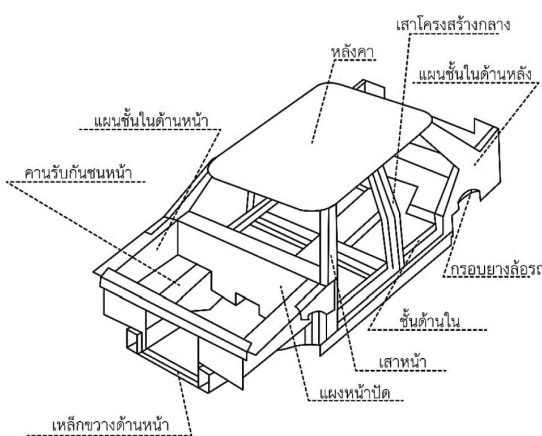 เสาโครงสร้างกลาง
หลังคา
แผนชั้นในด้านหลัง
แผนชั้นในด้านหน้า
คานรับกันชนหน้า
กรอบยางล้อรถ
ชั้นด้านใน
เสาหน้า
แผงหน้าปัด
เหล็กขวางด้านหน้า